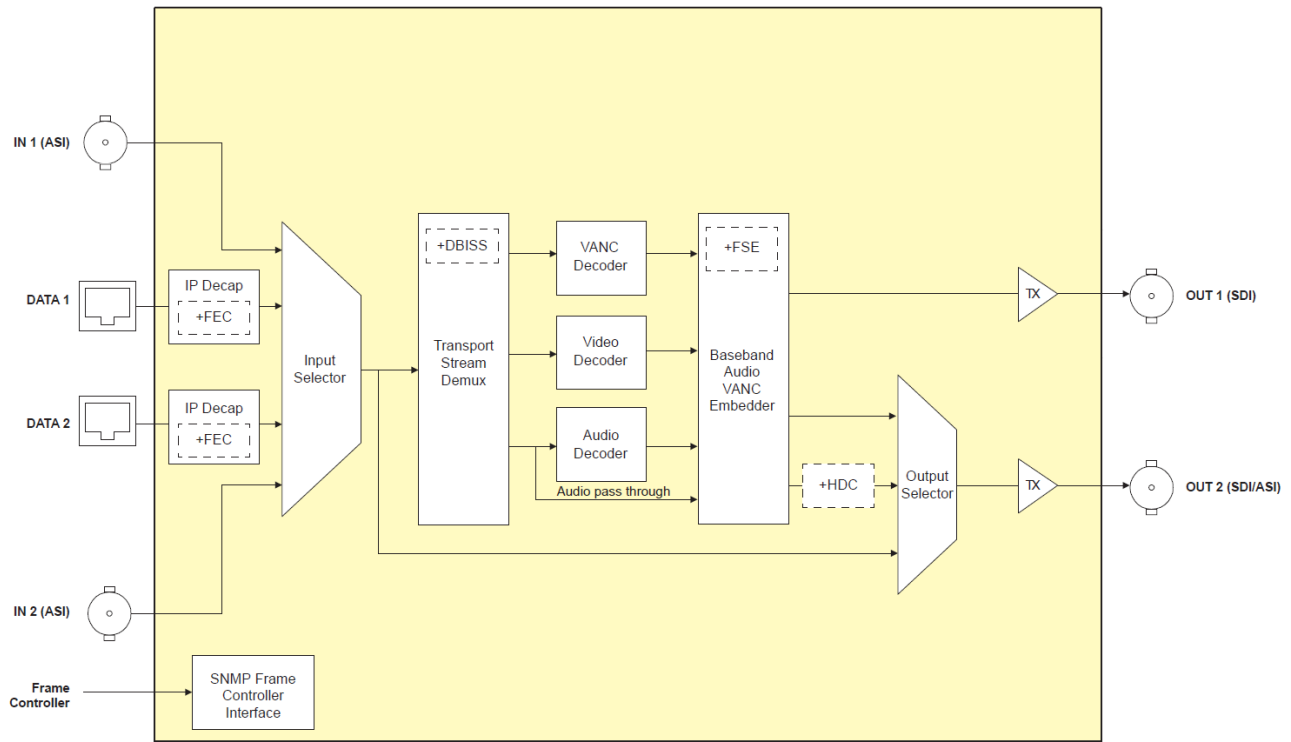 IN 1 (ASI)
DATA 1
IP Decap
+FEC
DATA 2
IP Decap
+FEC
IN 2 (ASI)
Frame
Controller
SNMP Frame
Controller
Interface
Input
Selector
+DBISS
Transport
Stream
Demux
VANC
Decoder
Video
Decoder
Audio
Decoder
Audio pass through
+FSE
Baseband
Audio
VANC
Embedder
+HDC
Output
Selector
TX
OUT 1 (SDI)
TX
OUT 2 (SDI/ASI)